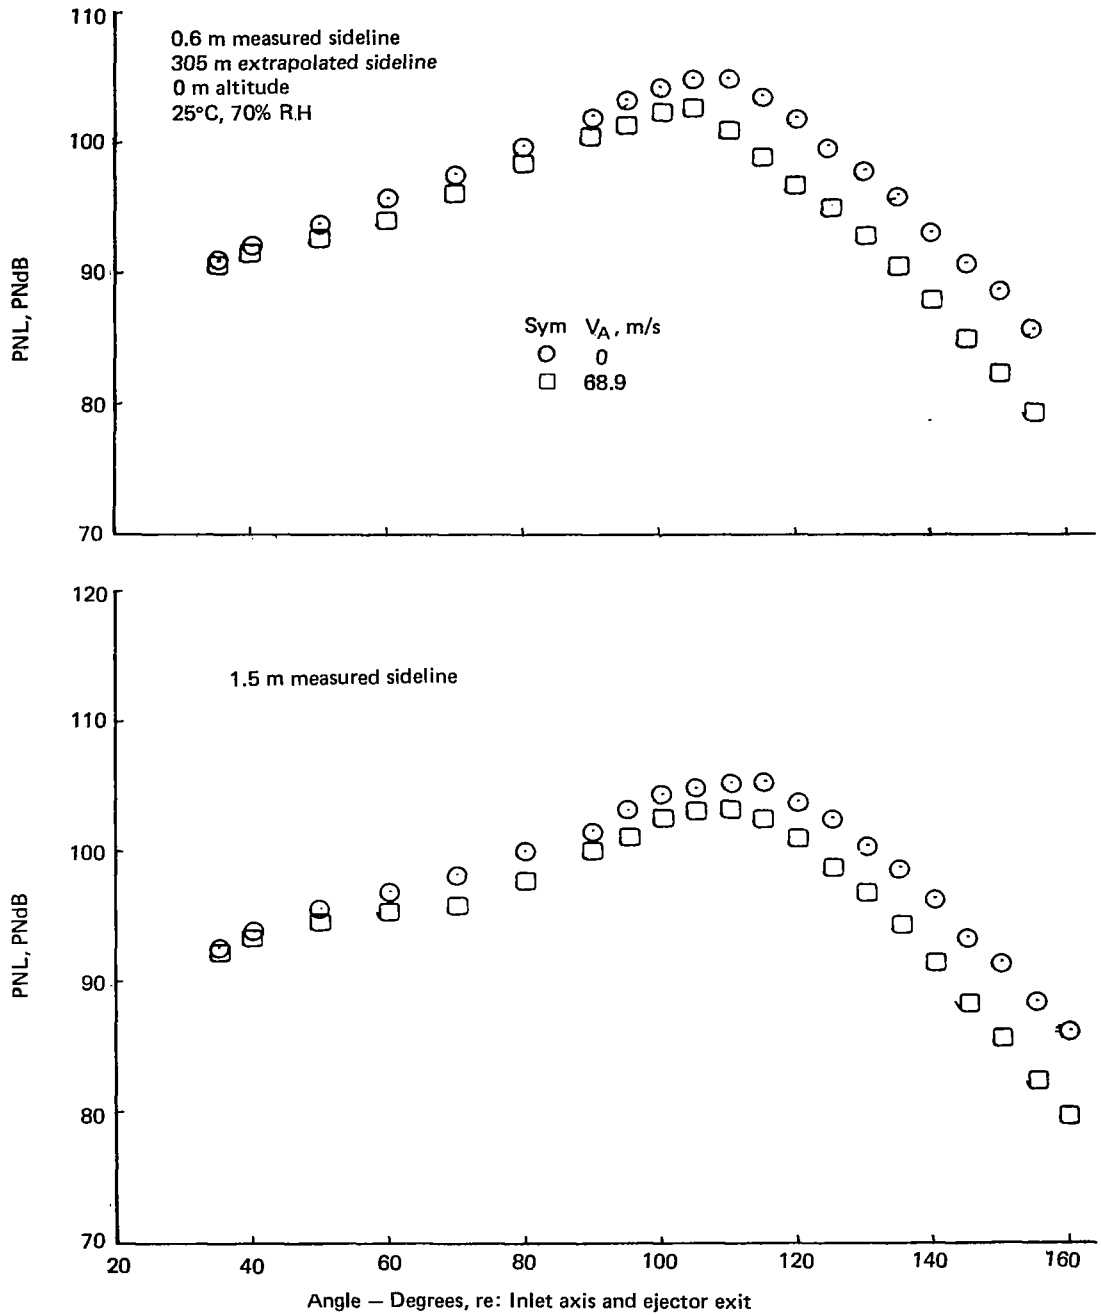 110
0.6 m measured sideline
305 m extrapolated sideline
0 m altitude
25°C, 70% R.H
100
90
PNL, PNdB
Sym VA, m/s
0
68.9
80
70
120
1.5 m measured sideline
110
100
PNL, PNdB
90
80
70
20 40 60 80 100 120 140 160
Angle — Degrees, re: Inlet axis and ejector exit